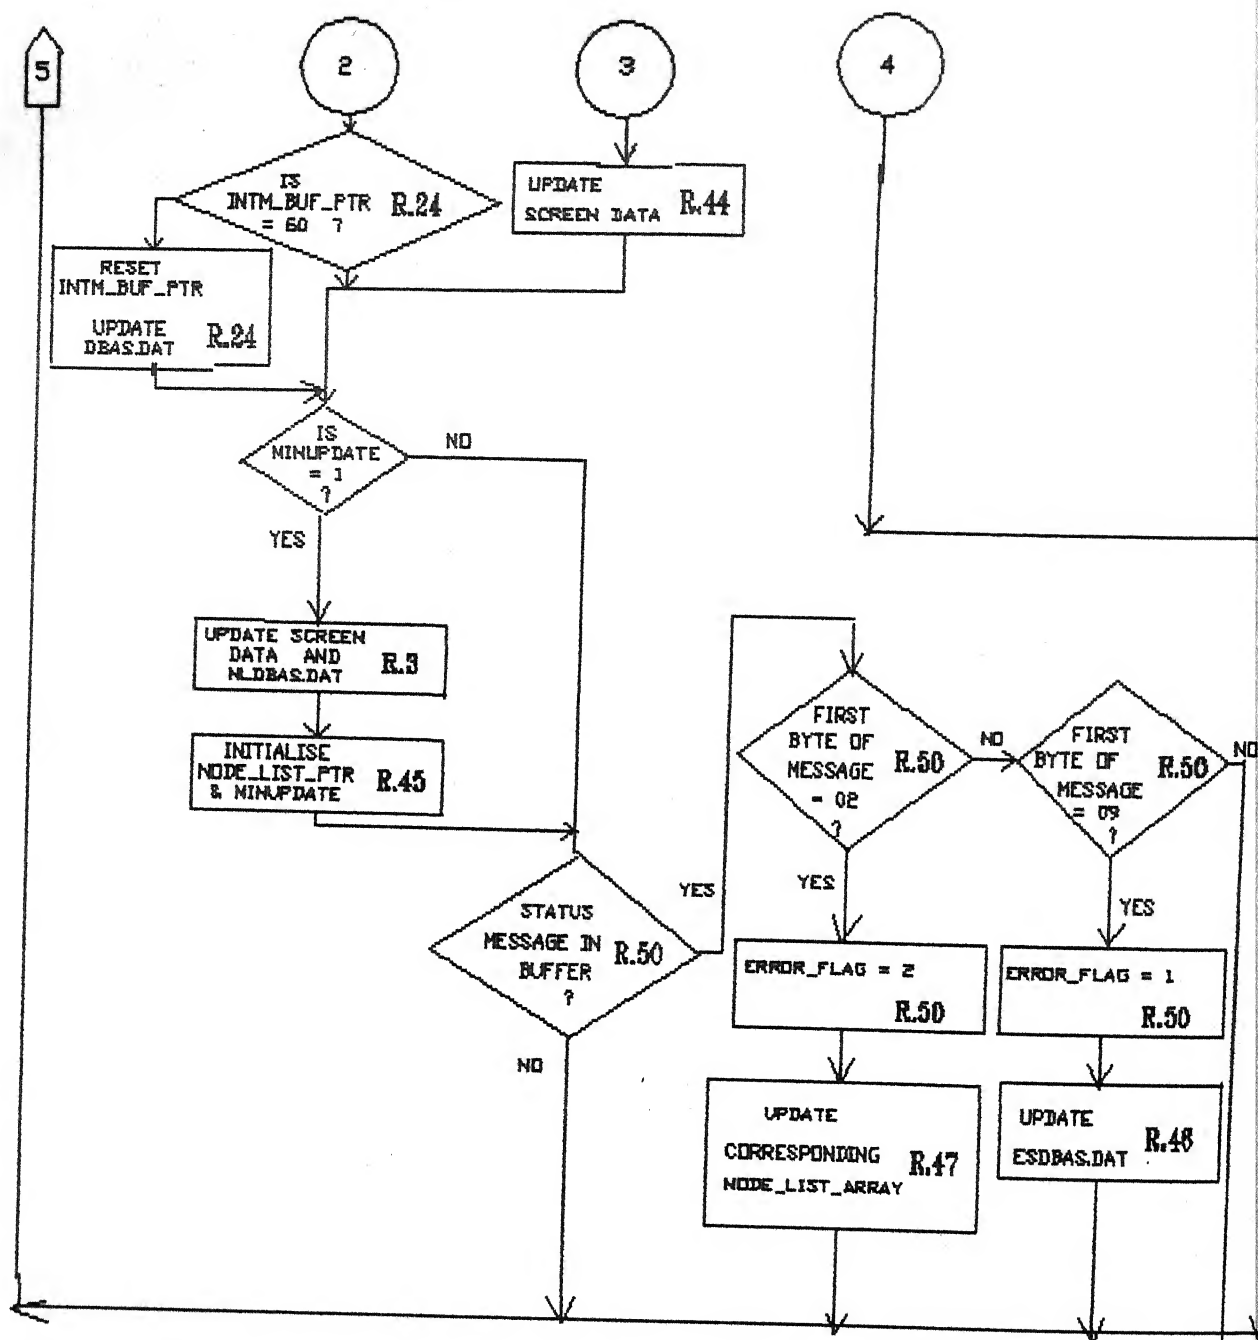 5
2
3
4
IS
INTM_BUF_PTR R.24
= 60 ?
UPDATE
SCREEN DATA R.44
RESET
INTM_BUF_PTR
UPDATE
DBAS.DAT R.24
IS
MINUPDATE
= 1
?
NO
YES
UPDATE SCREEN
DATA AND
NLDBAS.DAT R.3
INITIALISE
NODE_LIST_PTR
& MINUPDATE R.45
STATUS
MESSAGE IN
BUFFER
?
R.50
YES
NO
FIRST
BYTE OF
MESSAGE
= 02
?
R.50
NO
YES
FIRST
BYTE OF
MESSAGE
= 09
?
R.50
NO
YES
ERROR_FLAG = 2
R.50
ERROR_FLAG = 1
R.50
UPDATE
CORRESPONDING
NODE_LIST_ARRAY
R.47
UPDATE
ESDBAS.DAT